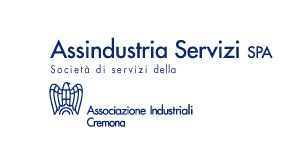 Assindustria Servizi SPA
Società di servizi della
Associazione Industriali
Cremona